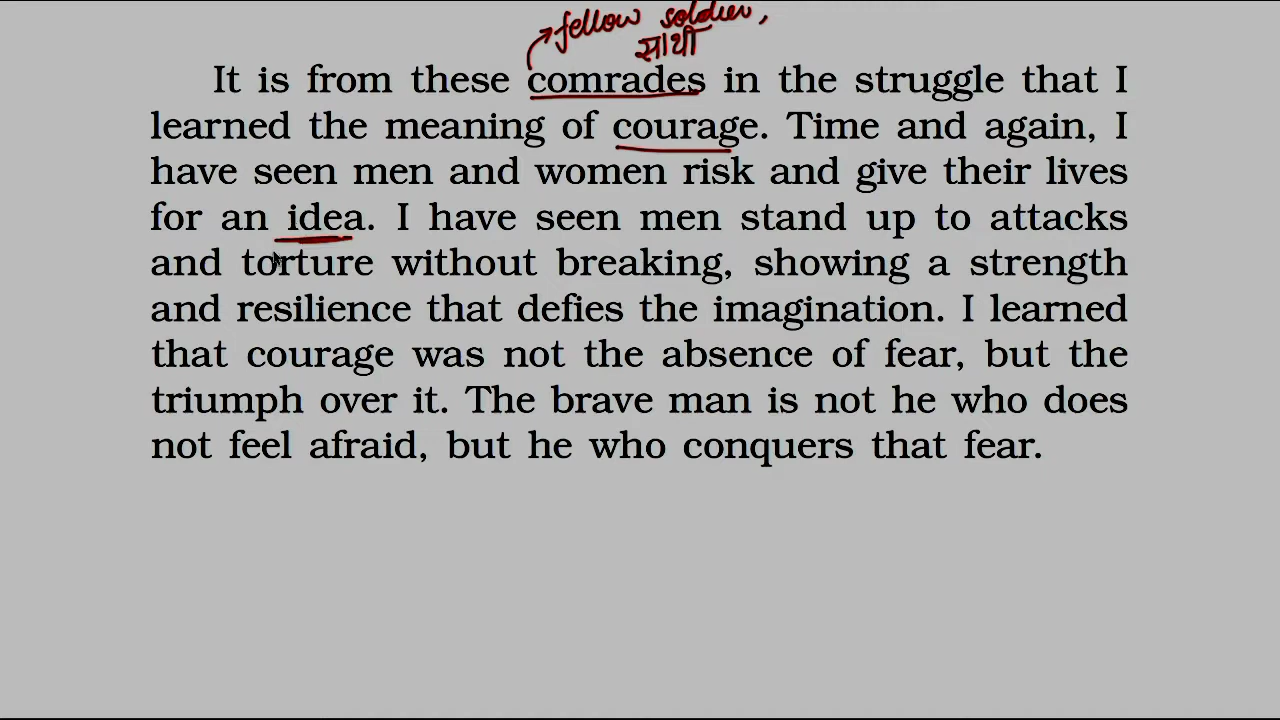 fellow soldier,
साथी
It is from these comrades in the struggle that I
learned the meaning of courage. Time and again, I
have seen men and women risk and give their lives
for an idea. I have seen men stand up to attacks
and torture without breaking, showing a strength
and resilience that defies the imagination. I learned
that courage was not the absence of fear, but the
triumph over it. The brave man is not he who does
not feel afraid, but he who conquers that fear.